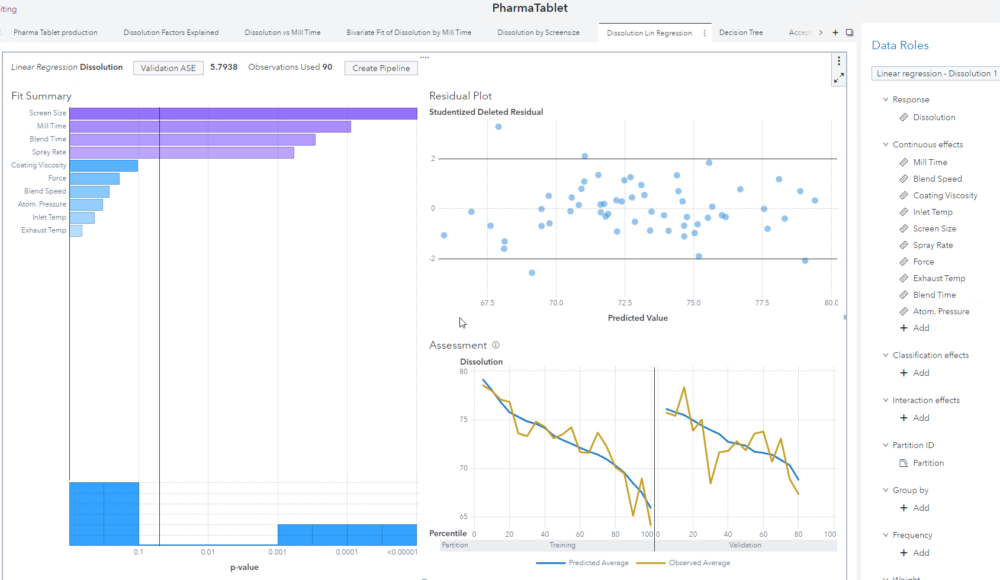 iting
PharmaTablet
Pharma Tablet production
Dissolution Factors Explained
Dissolution vs Mill Time
Bivariate Fit of Dissolution by Mill Time
Dissolution by Screensize
Dissolution Lin Regression
Decision Tree
Accept
Linear Regression Dissolution
Validation ASE
5.7938
Observations Used 90
Create Pipeline
Fit Summary
Screen Size
Mill Time
Blend Time
Spray Rate
Coating Viscosity
Force
Blend Speed
Atom. Pressure
Inlet Temp
Exhaust Temp
0.1
0.01
0.001
0.0001
<0.00001
p-value
Residual Plot
Studentized Deleted Residual
2
0
-2
67.5
70.0
72.5
75.0
77.5
80.0
Predicted Value
Assessment
Dissolution
80
75
70
65
Percentile
0
20
40
60
80
100
0
20
40
60
80
100
Partition
Training
Validation
Predicted Average
Observed Average
Data Roles
Linear regression - Dissolution 1
Response
Dissolution
Continuous effects
Mill Time
Blend Speed
Coating Viscosity
Inlet Temp
Screen Size
Spray Rate
Force
Exhaust Temp
Blend Time
Atom. Pressure
+ Add
Classification effects
+ Add
Interaction effects
+ Add
Partition ID
Partition
Group by
+ Add
Frequency
+ Add
Weight